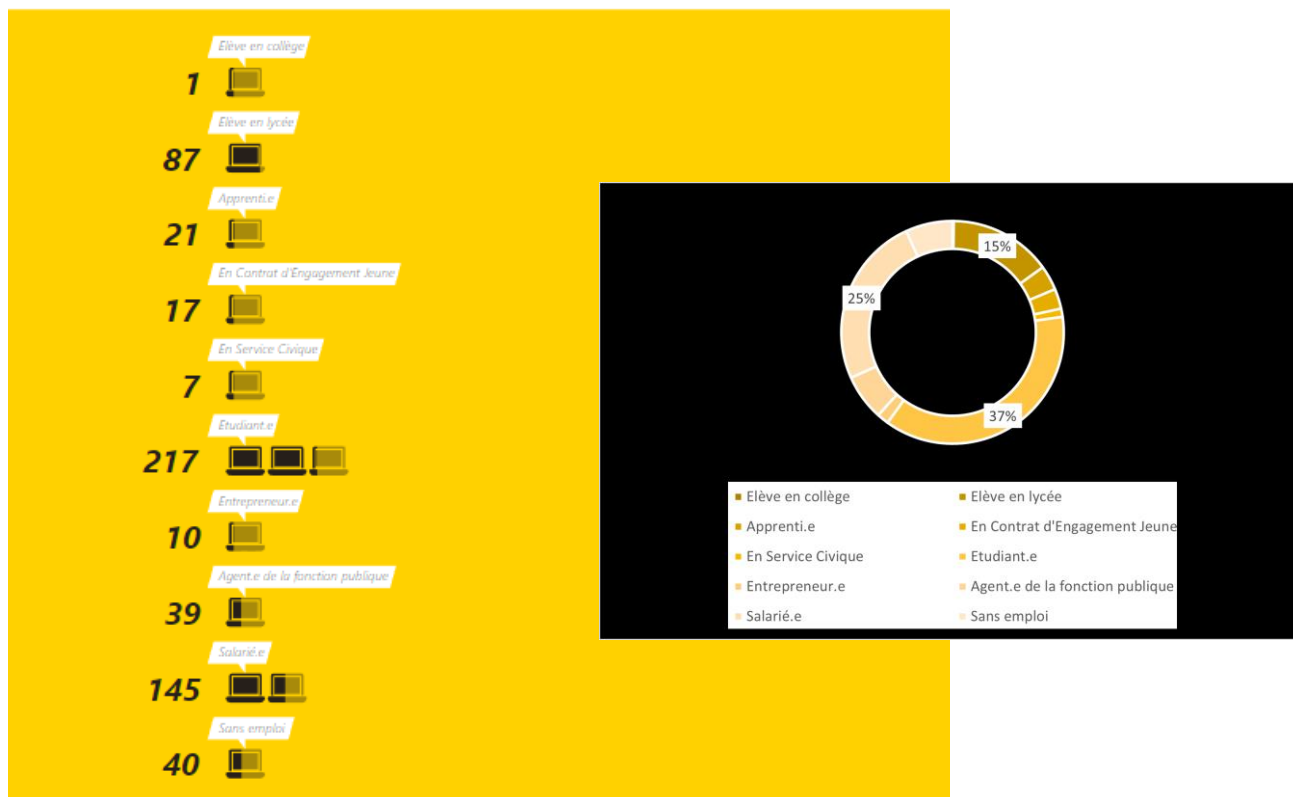 Elève en collège
1
Elève en lycée
87
Apprenti.e
21
En Contrat d'Engagement Jeune
17
En Service Civique
7
Etudiant.e
217
Entrepreneur.e
10
Agent.e de la fonction publique
39
Salarié.e
145
Sans emploi
40
15%
25%
37%
Elève en collège
Elève en lycée
Apprenti.e
En Contrat d'Engagement Jeune
En Service Civique
Etudiant.e
Entrepreneur.e
Agent.e de la fonction publique
Salarié.e
Sans emploi